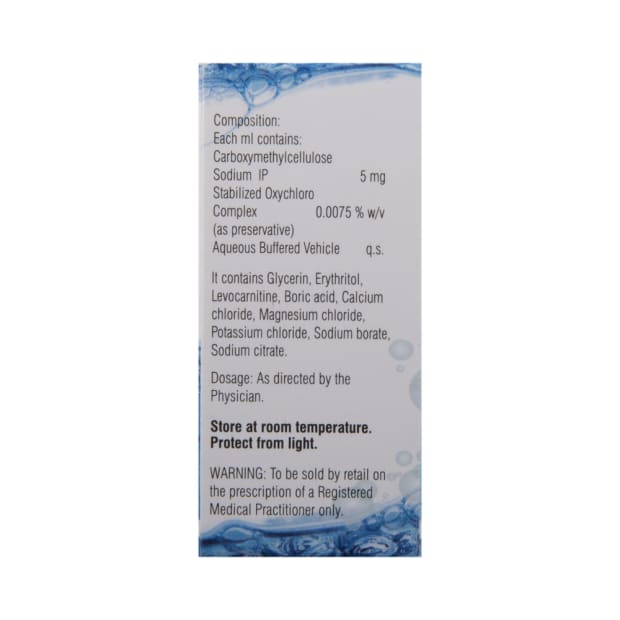 Composition:
Each ml contains:
Carboxymethylcellulose
Sodium IP 5 mg
Stabilized Oxychloro
Complex 0.0075 % w/v
(as preservative)
Aqueous Buffered Vehicle q.s.
It contains Glycerin, Erythritol,
Levocarnitine, Boric acid, Calcium
chloride, Magnesium chloride,
Potassium chloride, Sodium borate,
Sodium citrate.
Dosage: As directed by the
Physician.
Store at room temperature.
Protect from light.
WARNING: To be sold by retail on
the prescription of a Registered
Medical Practitioner only.